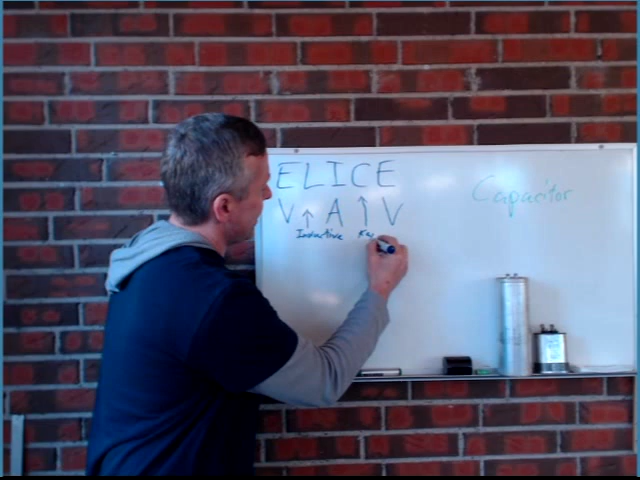 ELICE
V ↑ A ↑ V
Inductive
Capacitor